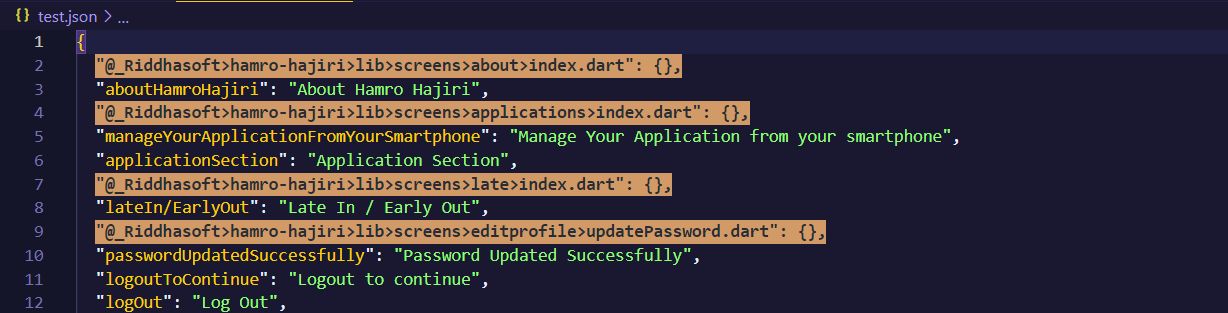 {} test.json > ...
1 {
2 "@_Riddhasoft>hamro-hajiri>lib>screens>about>index.dart": {},
3 "aboutHamroHajiri": "About Hamro Hajiri",
4 "@_Riddhasoft>hamro-hajiri>lib>screens>applications>index.dart": {},
5 "manageYourApplicationFromYourSmartphone": "Manage Your Application from your smartphone",
6 "applicationSection": "Application Section",
7 "@_Riddhasoft>hamro-hajiri>lib>screens>late>index.dart": {},
8 "lateIn/EarlyOut": "Late In / Early Out",
9 "@_Riddhasoft>hamro-hajiri>lib>screens>editprofile>updatePassword.dart": {},
10 "passwordUpdatedSuccessfully": "Password Updated Successfully",
11 "logoutToContinue": "Logout to continue",
12 "logOut": "Log Out",